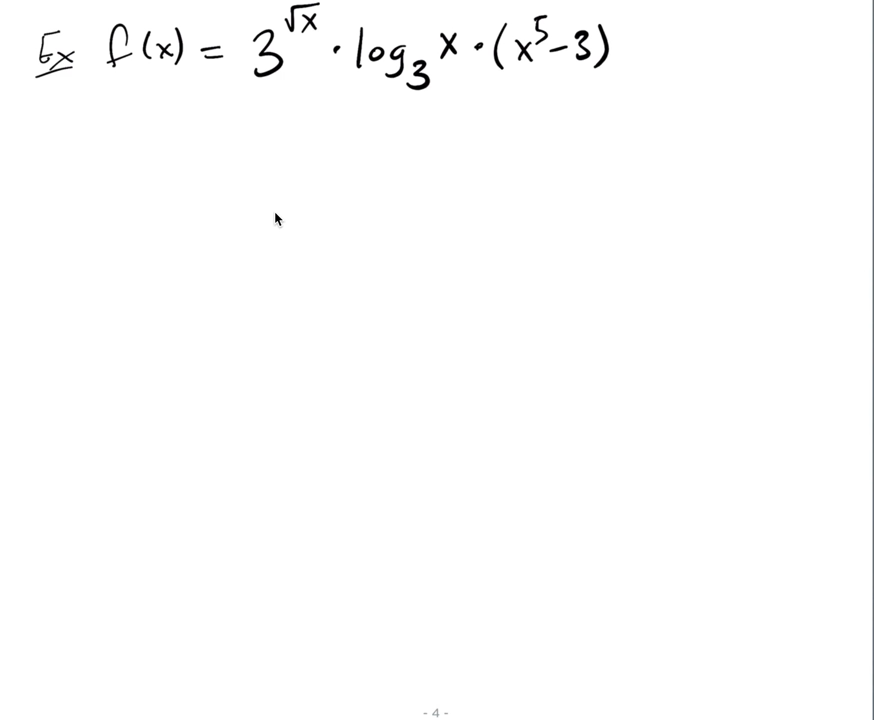 Ex f(x) = 3^√x · log₃ x · (x⁵-3)
- 4 -